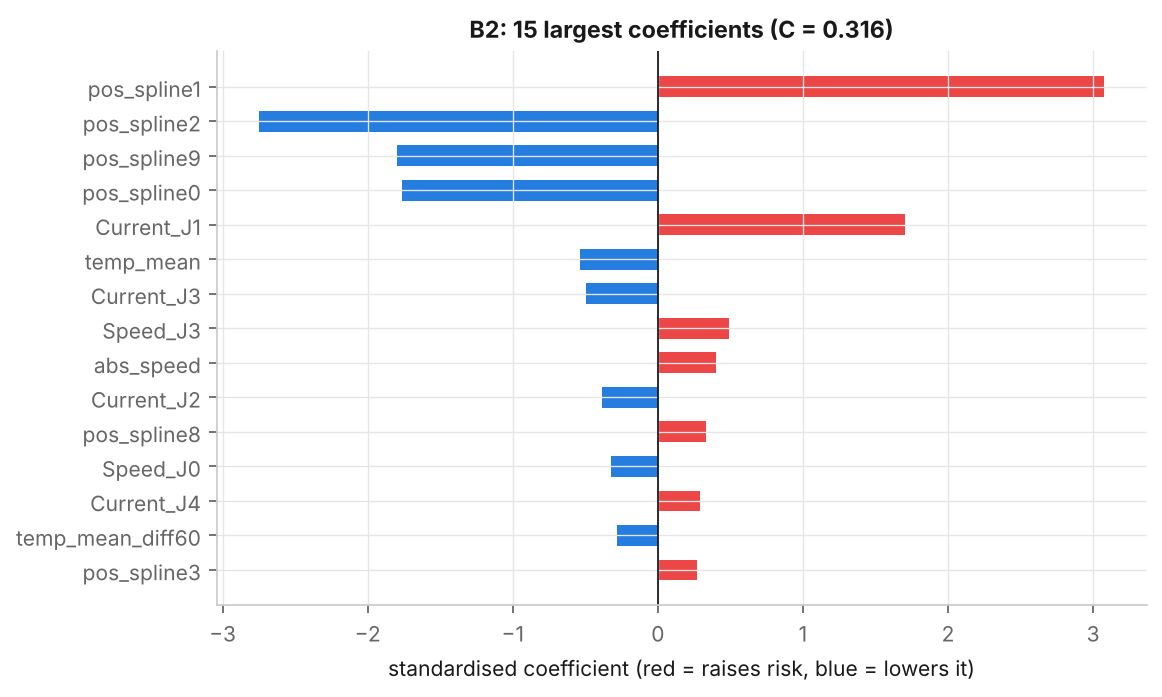 B2: 15 largest coefficients (C = 0.316)
pos_spline1
pos_spline2
pos_spline9
pos_spline0
Current_J1
temp_mean
Current_J3
Speed_J3
abs_speed
Current_J2
pos_spline8
Speed_J0
Current_J4
temp_mean_diff60
pos_spline3
−3 −2 −1 0 1 2 3
standardised coefficient (red = raises risk, blue = lowers it)